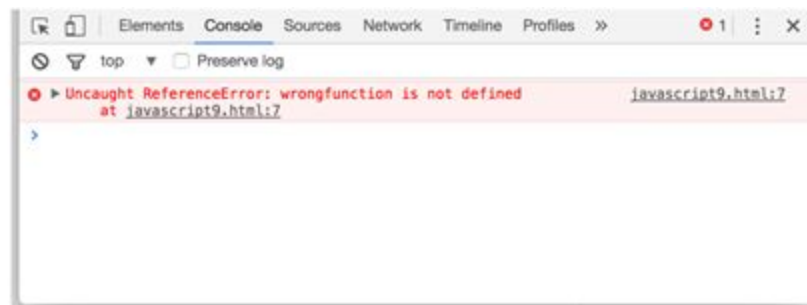 Elements Console Sources Network Timeline Profiles » 1
top ▼ Preserve log
Uncaught ReferenceError: wrongfunction is not defined javascript9.html:7
at javascript9.html:7
>